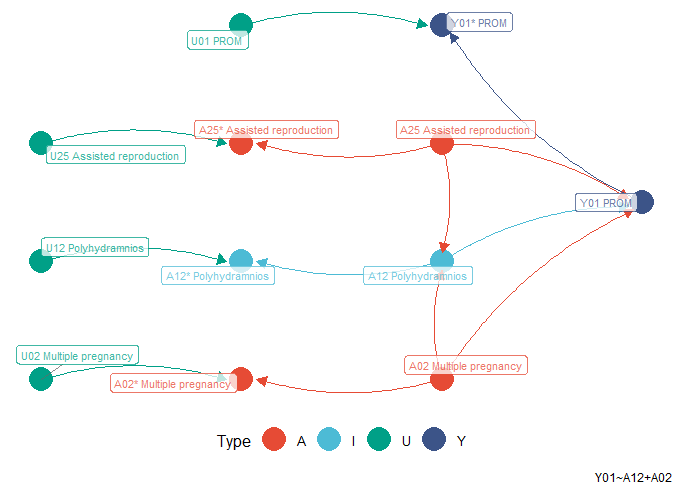 Y01* PROM
U01 PROM
A25* Assisted reproduction
A25 Assisted reproduction
U25 Assisted reproduction
Y01 PROM
U12 Polyhydramnios
A12* Polyhydramnios
A12 Polyhydramnios
U02 Multiple pregnancy
A02 Multiple pregnancy
A02* Multiple pregnancy
Type A I U Y
Y01~A12+A02